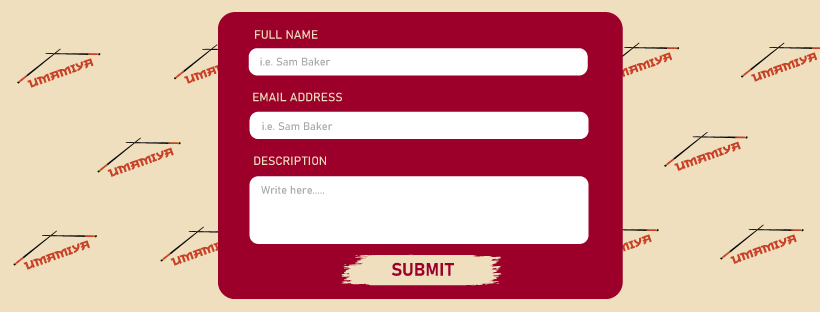 FULL NAME
i.e. Sam Baker
EMAIL ADDRESS
i.e. Sam Baker
DESCRIPTION
Write here.....
SUBMIT
UMAMIYA
UMAMIYA
UMAMIYA
UMAMIYA
UMAMIYA
UMAMIYA
UMAMIYA
UMAMIYA
UMAMIYA
UMAMIYA